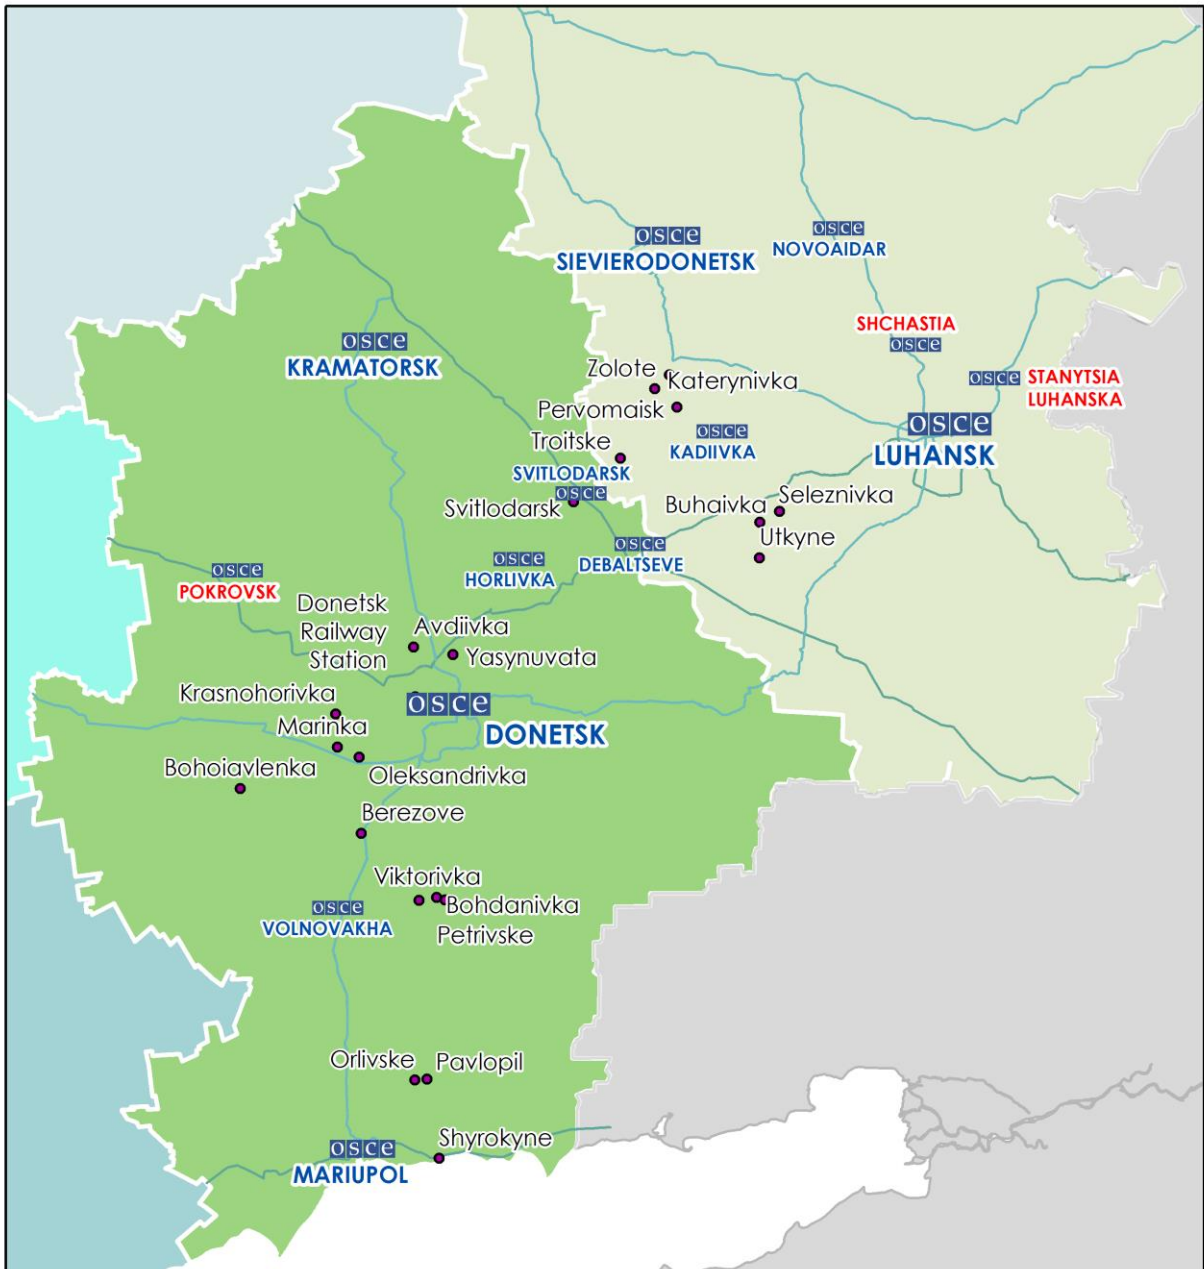 osce
SIEVIERODONETSK
osce
NOVOAIDAR
SHCHASTIA
osce
osce
KRAMATORSK
Zolote
Katerynivka
osce
STANYTSIA
LUHANSKA
Pervomaisk
osce
KADIIVKA
osce
LUHANSK
Troitske
SVITLODARSK
osce
Svitlodarsk
Buhaivka
Seleznivka
Utkyne
osce
DEBALTSEVE
osce
HORLIVKA
osce
POKROVSK
Donetsk
Railway
Station
Avdiivka
Yasynuvata
Krasnohorivka
osce
DONETSK
Marinka
Bohoiavlenka
Oleksandrivka
Berezove
Viktorivka
Bohdanivka
Petrivske
osce
VOLNOVAKHA
Orlivske
Pavlopil
Shyrokyne
osce
MARIUPOL